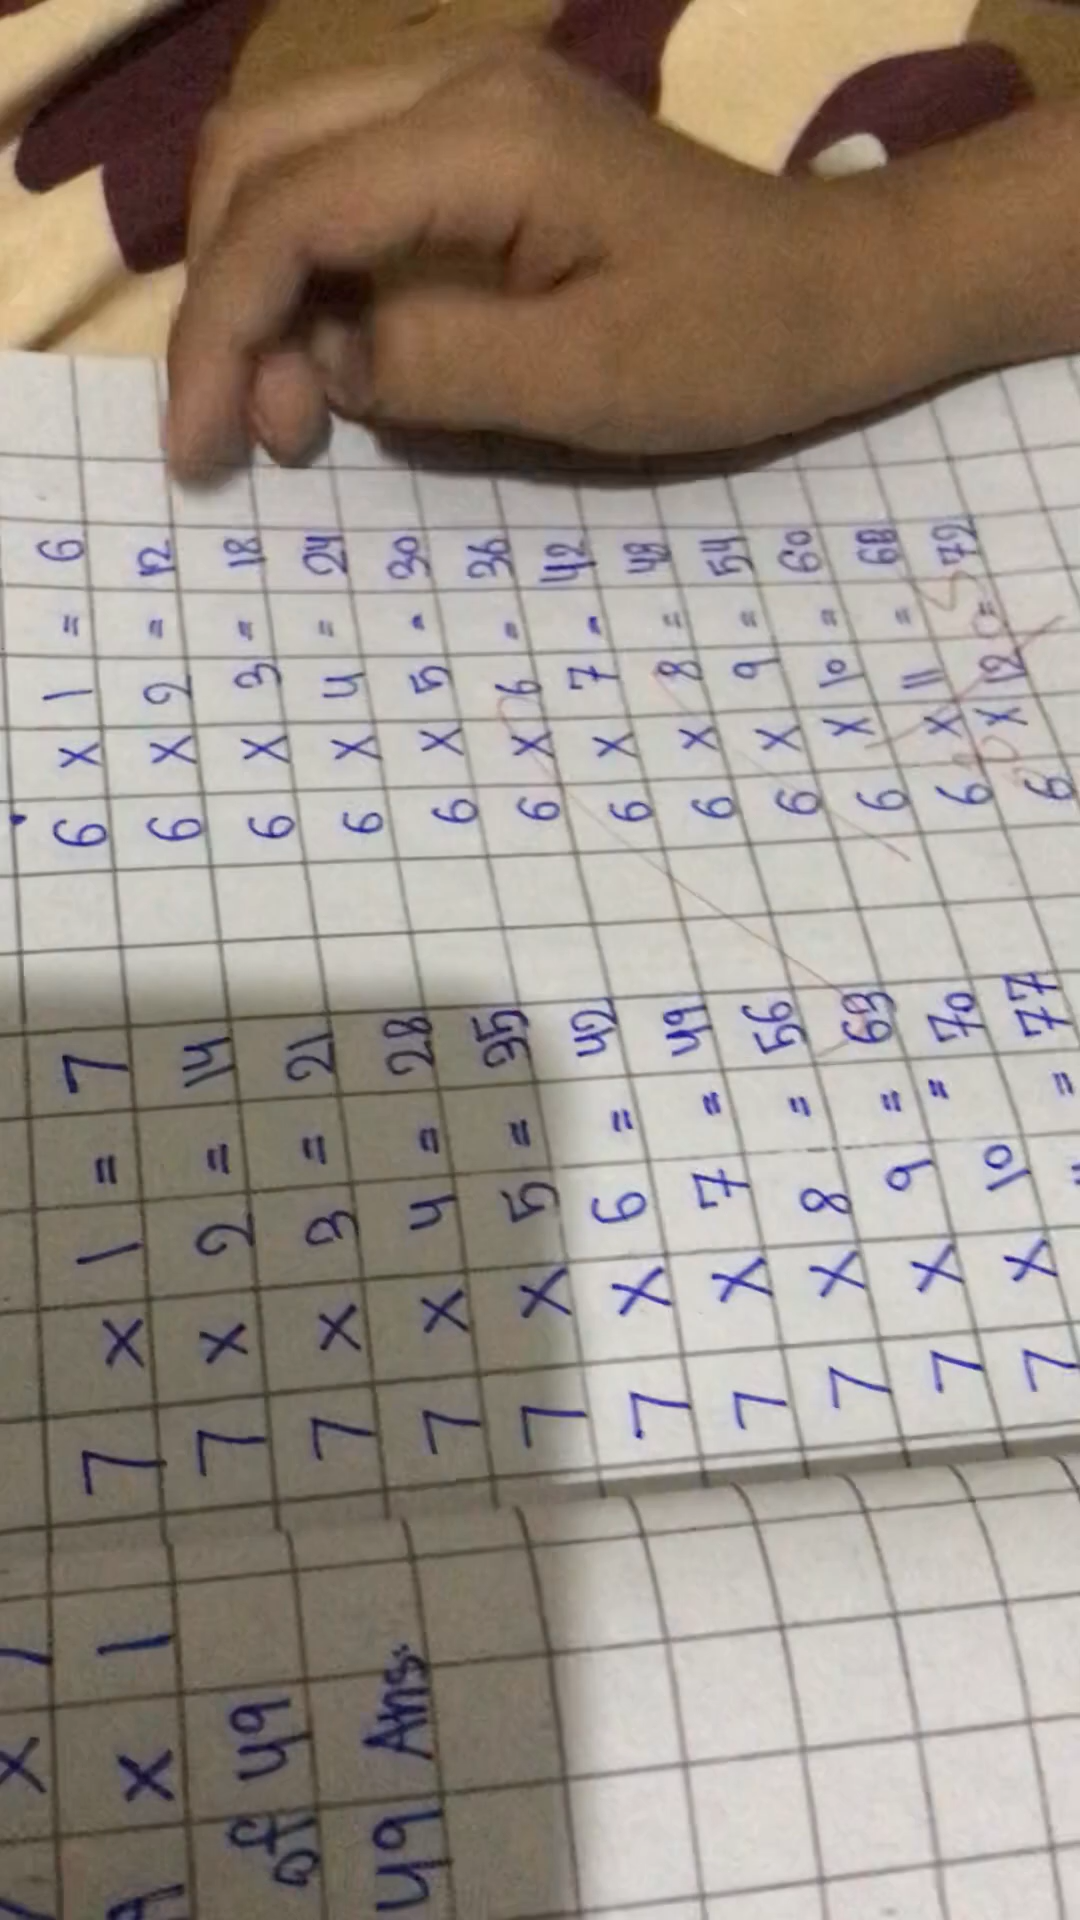 7 x 1 = 7
7 x 2 = 14
7 x 3 = 21
7 x 4 = 28
7 x 5 = 35
7 x 6 = 42
7 x 7 = 49
7 x 8 = 56
7 x 9 = 63
7 x 10 = 70
= 77
6 x 1 = 6
6 x 2 = 12
6 x 3 = 18
6 x 4 = 24
6 x 5 = 30
6 x 6 = 36
6 x 7 = 42
6 x 8 = 48
6 x 9 = 54
6 x 10 = 60
6 x 11 = 68
6 x 12 = 72
x 1
of 49
49 Ans.